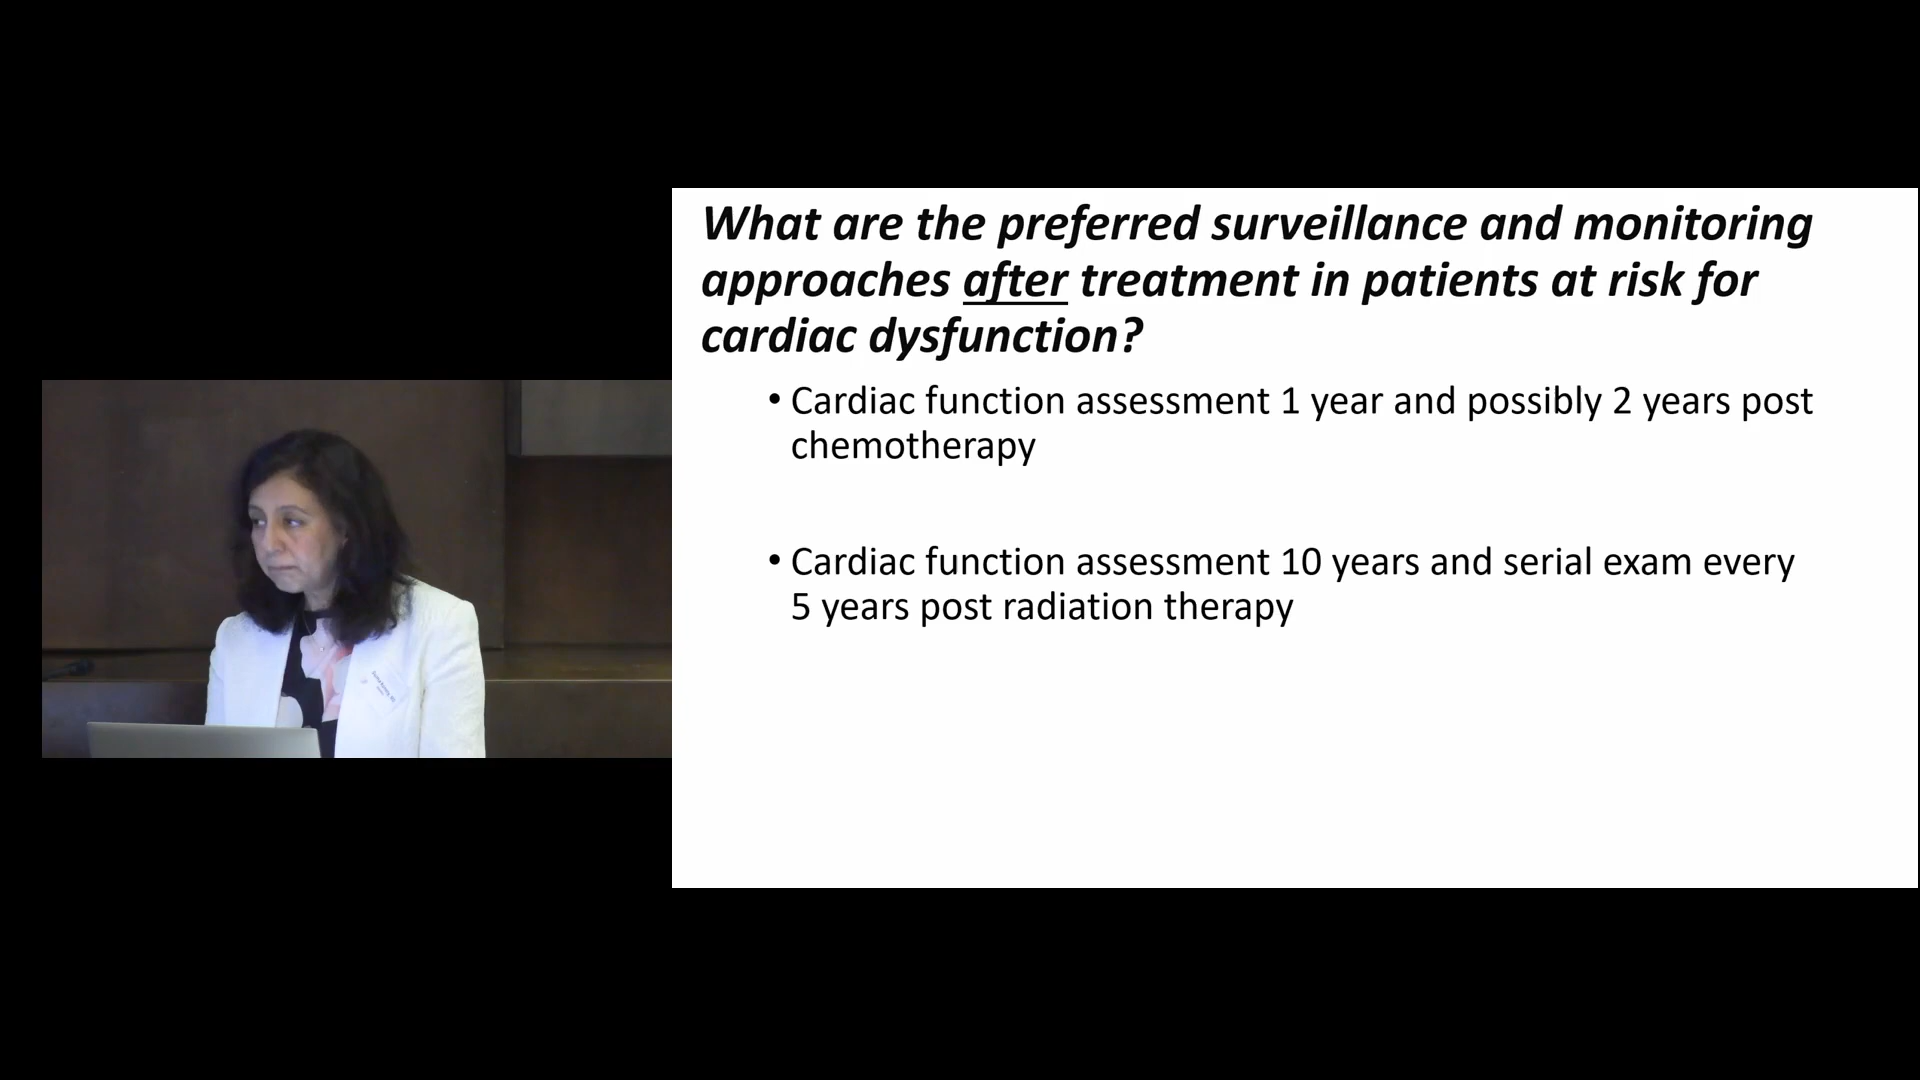 What are the preferred surveillance and monitoring
approaches after treatment in patients at risk for
cardiac dysfunction?
• Cardiac function assessment 1 year and possibly 2 years post
chemotherapy
• Cardiac function assessment 10 years and serial exam every
5 years post radiation therapy